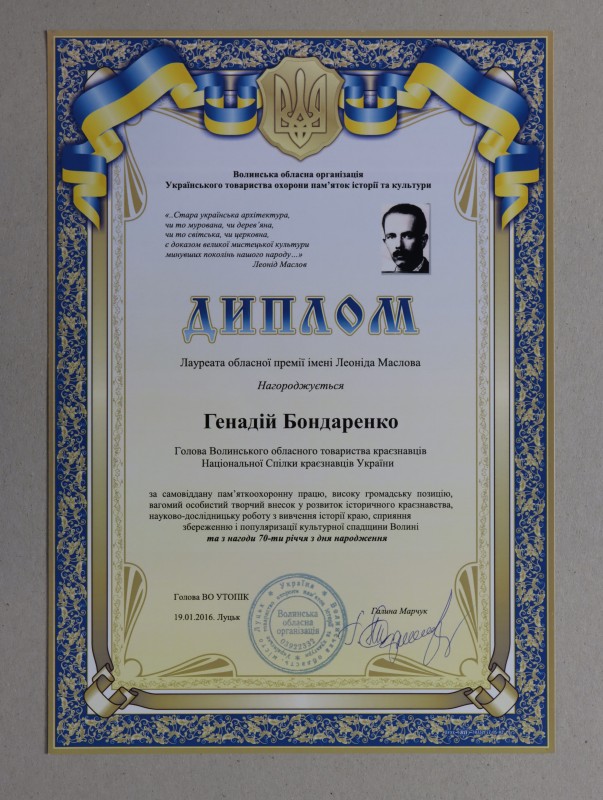 Волинська обласна організація
Українського товариства охорони пам’яток історії та культури
«..Стара українська архітектура,
чи то мурована, чи дерев´яна,
чи то світська, чи церковна,
є доказом великої мистецької культури
минувших поколінь нашого народу…»
Леонід Маслов
ДИПЛОМ
Лауреата обласної премії імені Леоніда Маслова
Нагороджується
Генадій Бондаренко
Голова Волинського обласного товариства краєзнавців
Національної Спілки краєзнавців України
за самовіддану пам’яткоохоронну працю, високу громадську позицію,
вагомий особистий творчий внесок у розвиток історичного краєзнавства,
науково-дослідницьку роботу з вивчення історії краю, сприяння
збереженню і популяризації культурної спадщини Волині
та з нагоди 70-ти річчя з дня народження
Голова ВО УТОПІК
Галина Марчук
19.01.2016. Луцьк
Україна
Волинська
обласна
організація